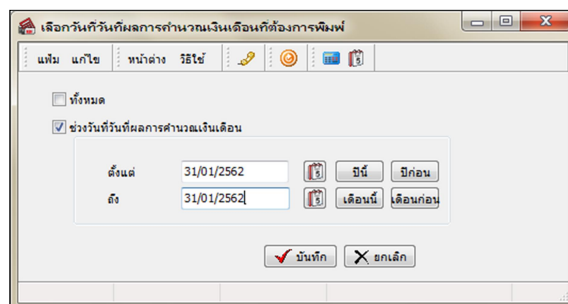 เลือกวันที่วันที่ผลการคำนวณเงินเดือนที่ต้องการพิมพ์
แฟ้ม แก้ไข หน้าต่าง วิธีใช้
ทั้งหมด
ช่วงวันที่วันที่ผลการคำนวณเงินเดือน
ตั้งแต่ 31/01/2562 ปีนี้ ปีก่อน
ถึง 31/01/2562 เดือนนี้ เดือนก่อน
บันทึก ยกเลิก